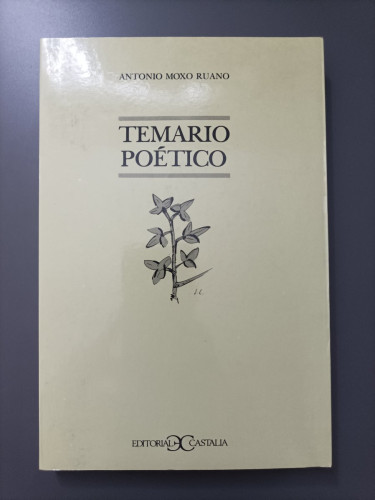 ANTONIO MOXO RUANO
TEMARIO
POÉTICO
EDITORIAL CASTALIA